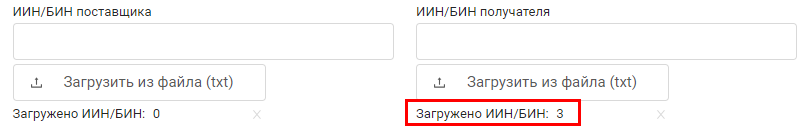 ИИН/БИН поставщика
Загрузить из файла (txt)
Загружено ИИН/БИН: 0
ИИН/БИН получателя
Загрузить из файла (txt)
Загружено ИИН/БИН: 3